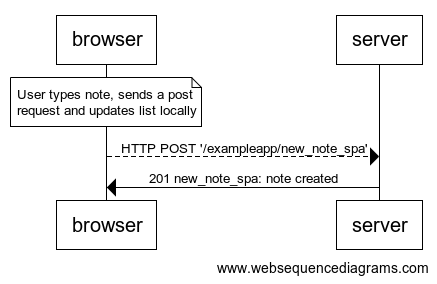 browser server
User types note, sends a post
request and updates list locally
HTTP POST '/exampleapp/new_note_spa'
201 new_note_spa: note created
browser server
www.websequencediagrams.com